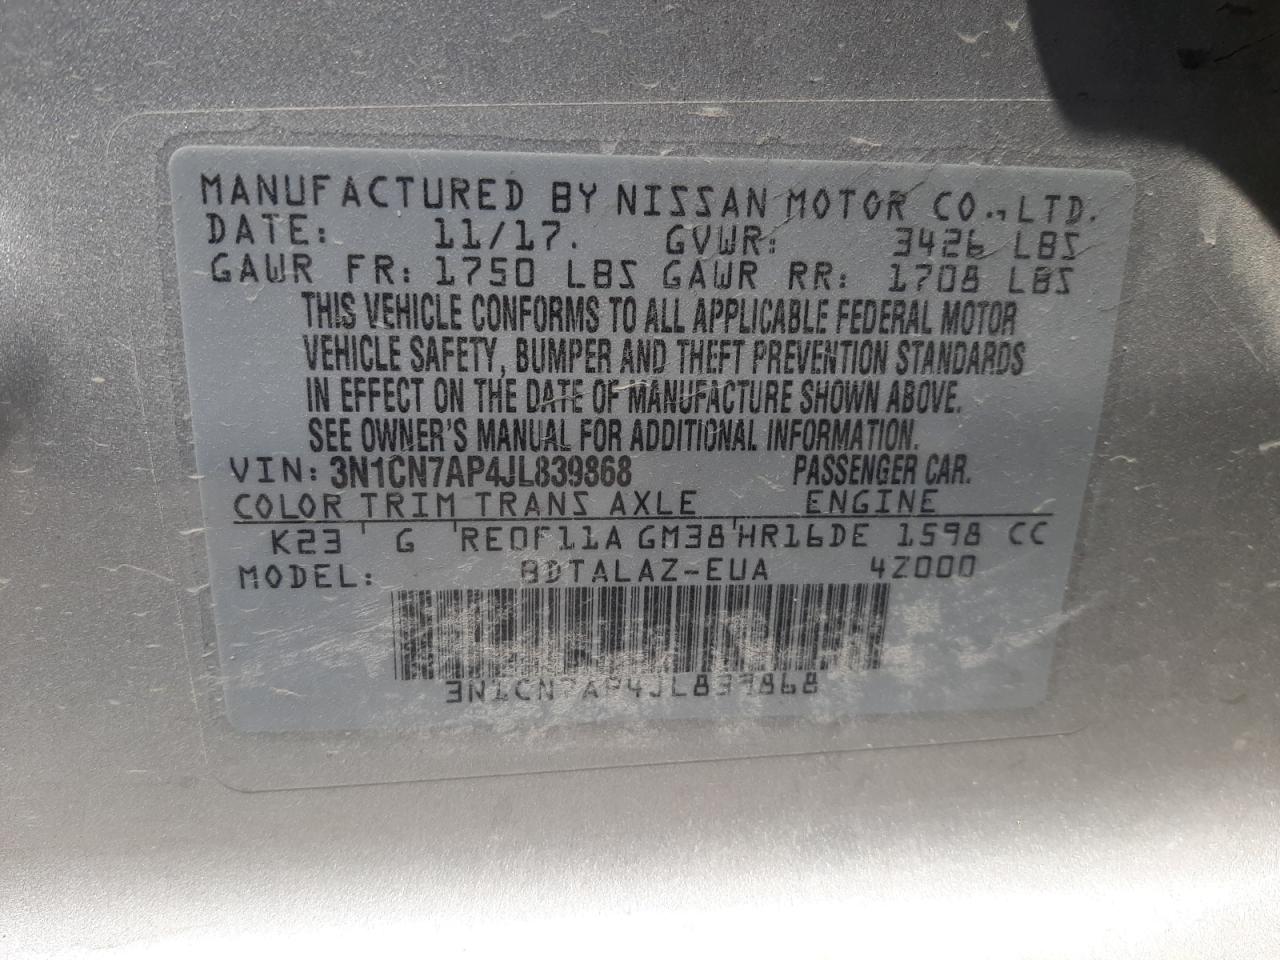 MANUFACTURED BY NISSAN MOTOR CO., LTD.
DATE: 11/17. GVWR: 3426 LBS
GAWR FR: 1750 LBS GAWR RR: 1708 LBS
THIS VEHICLE CONFORMS TO ALL APPLICABLE FEDERAL MOTOR
VEHICLE SAFETY, BUMPER AND THEFT PREVENTION STANDARDS
IN EFFECT ON THE DATE OF MANUFACTURE SHOWN ABOVE.
SEE OWNER'S MANUAL FOR ADDITIONAL INFORMATION.
VIN: 3N1CN7AP4JL839868 PASSENGER CAR.
COLOR TRIM TRANS AXLE ENGINE
K23 G RE0F11A GM38 HR16DE 1598 CC
MODEL: BDTALAZ-EUA 4Z000
3N1CN7AP4JL839868